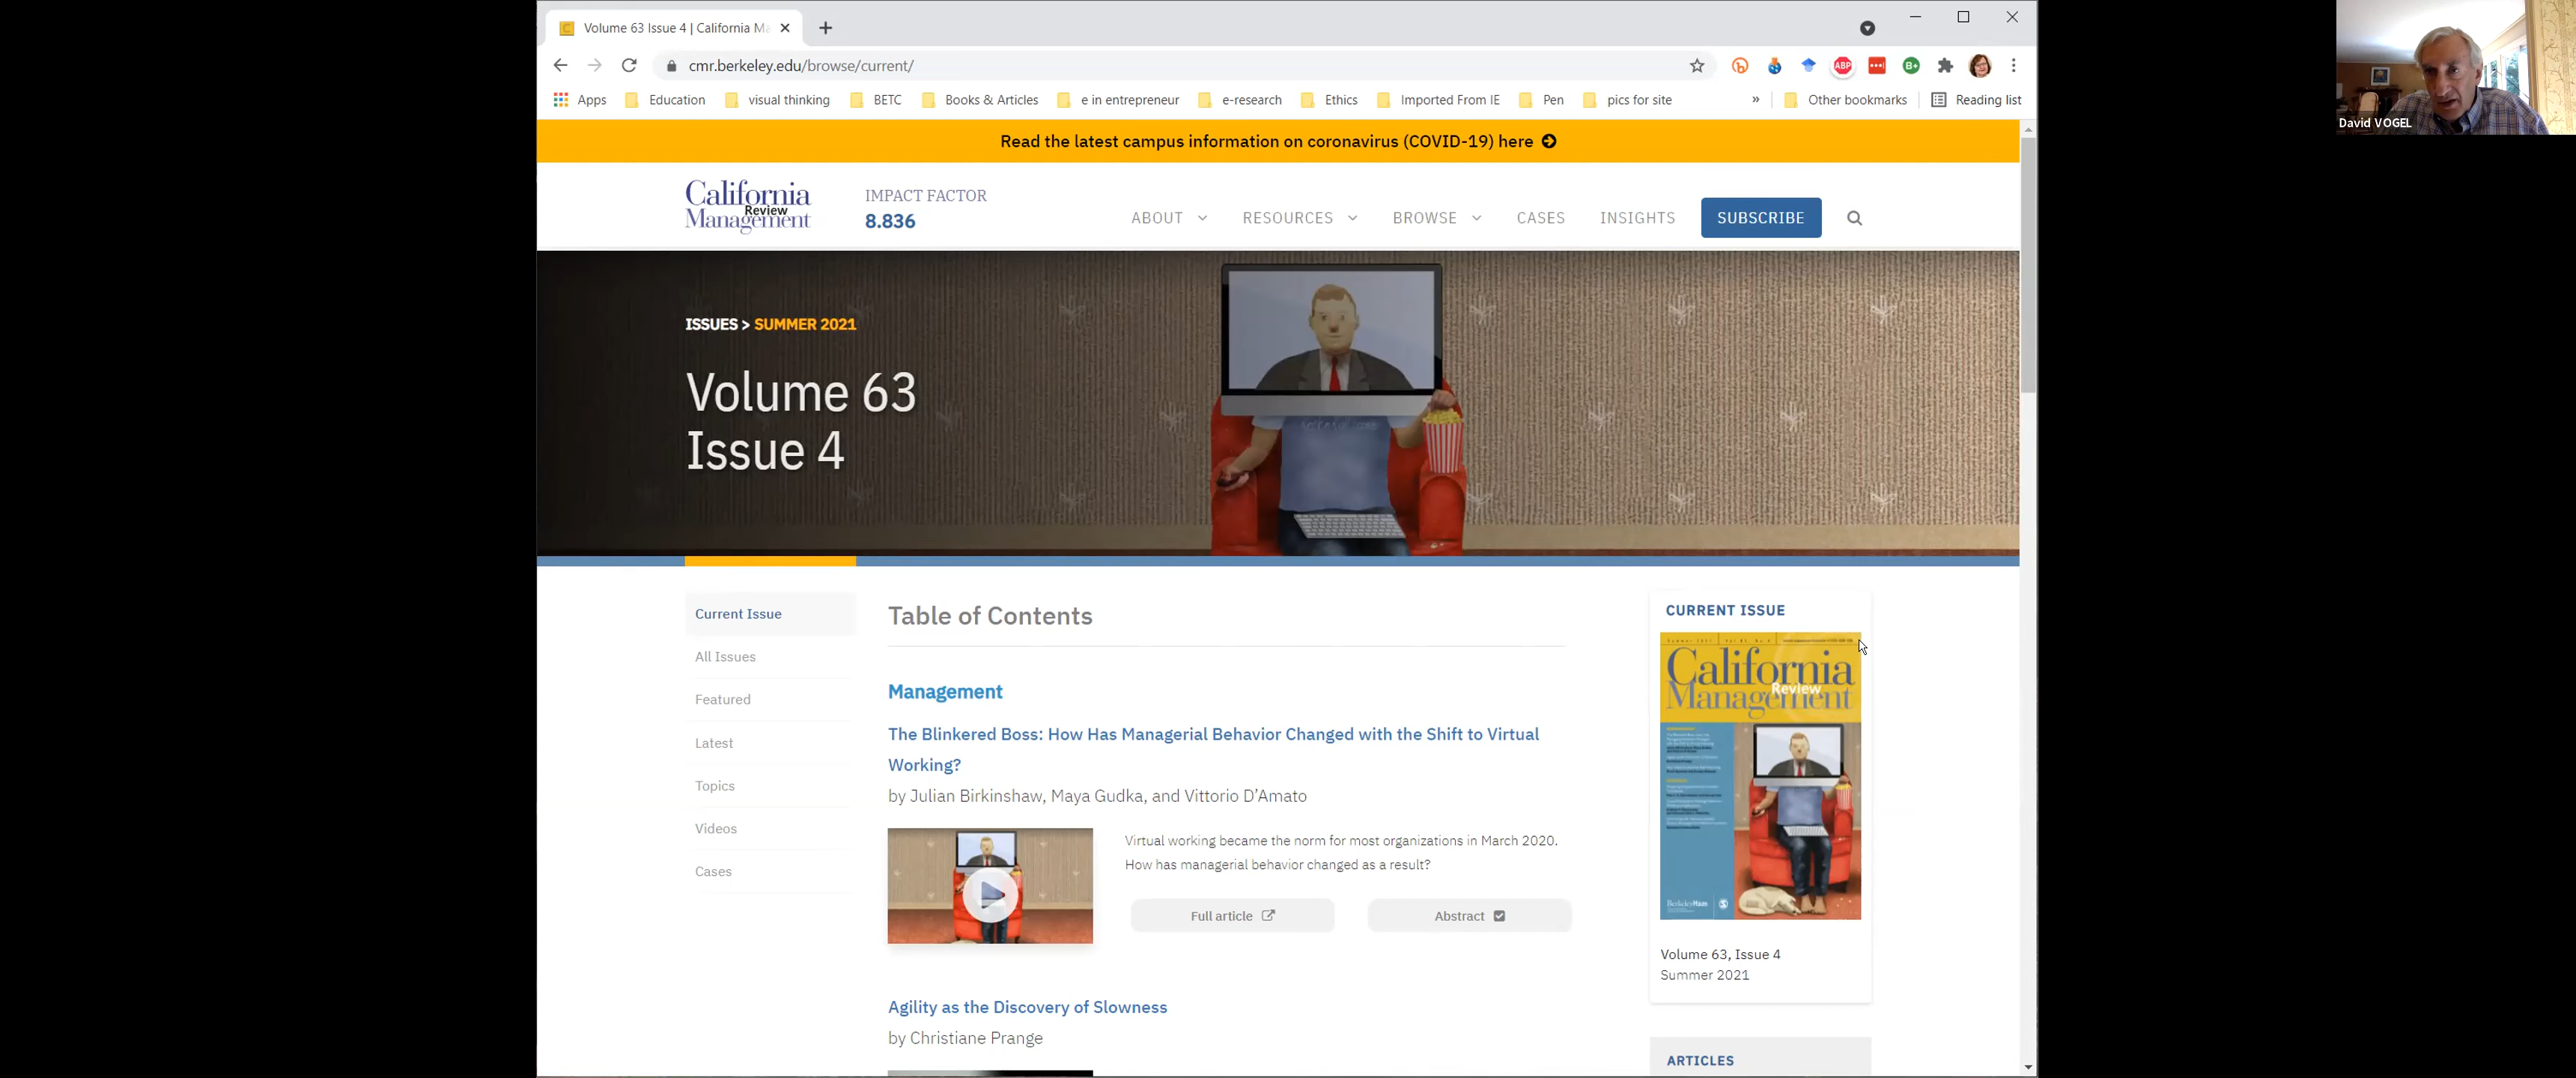 Volume 63 Issue 4 | California Ma
cmr.berkeley.edu/browse/current/
ABP
B+
Apps
Education
visual thinking
BETC
Books & Articles
e in entrepreneur
e-research
Ethics
Imported From IE
Pen
pics for site
»
Other bookmarks
Reading list
David VOGEL
Read the latest campus information on coronavirus (COVID-19) here
California
Review
Management
IMPACT FACTOR
8.836
ABOUT
RESOURCES
BROWSE
CASES
INSIGHTS
SUBSCRIBE
ISSUES > SUMMER 2021
Volume 63
Issue 4
Current Issue
All Issues
Featured
Latest
Topics
Videos
Cases
Table of Contents
Management
The Blinkered Boss: How Has Managerial Behavior Changed with the Shift to Virtual
Working?
by Julian Birkinshaw, Maya Gudka, and Vittorio D’Amato
Virtual working became the norm for most organizations in March 2020.
How has managerial behavior changed as a result?
Full article
Abstract
Agility as the Discovery of Slowness
by Christiane Prange
CURRENT ISSUE
California
Review
Management
BerkeleyHaas
Volume 63, Issue 4
Summer 2021
ARTICLES